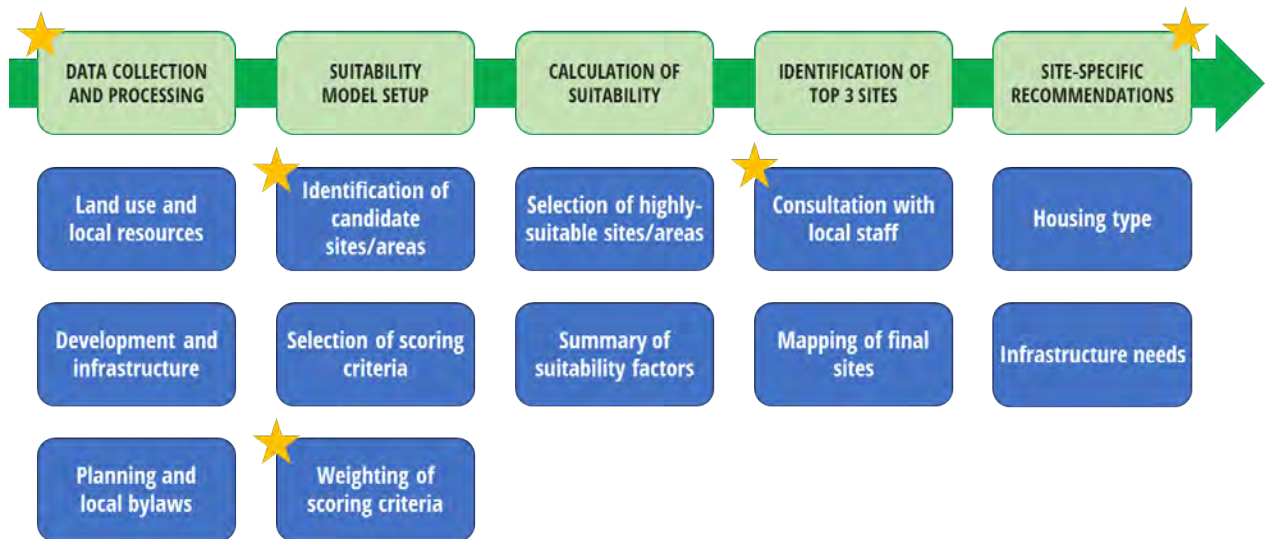 DATA COLLECTION
AND PROCESSING
SUITABILITY
MODEL SETUP
CALCULATION OF
SUITABILITY
IDENTIFICATION OF
TOP 3 SITES
SITE-SPECIFIC
RECOMMENDATIONS
Land use and
local resources
Identification of
candidate
sites/areas
Selection of highly-
suitable sites/areas
Consultation with
local staff
Housing type
Development and
infrastructure
Selection of scoring
criteria
Summary of
suitability factors
Mapping of final
sites
Infrastructure needs
Planning and
local bylaws
Weighting of
scoring criteria